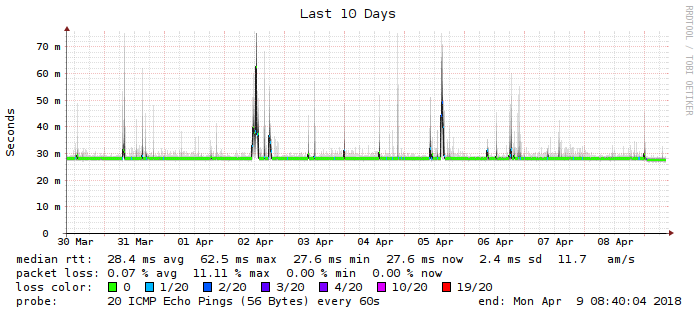 Last 10 Days
RRDTOOL / TOBI OETIKER
Seconds
70 m
60 m
50 m
40 m
30 m
20 m
10 m
0
30 Mar 31 Mar 01 Apr 02 Apr 03 Apr 04 Apr 05 Apr 06 Apr 07 Apr 08 Apr
median rtt: 28.4 ms avg 62.5 ms max 27.6 ms min 27.6 ms now 2.4 ms sd 11.7 am/s
packet loss: 0.07 % avg 11.11 % max 0.00 % min 0.00 % now
loss color: 0 1/20 2/20 3/20 4/20 10/20 19/20
probe: 20 ICMP Echo Pings (56 Bytes) every 60s end: Mon Apr 9 08:40:04 2018